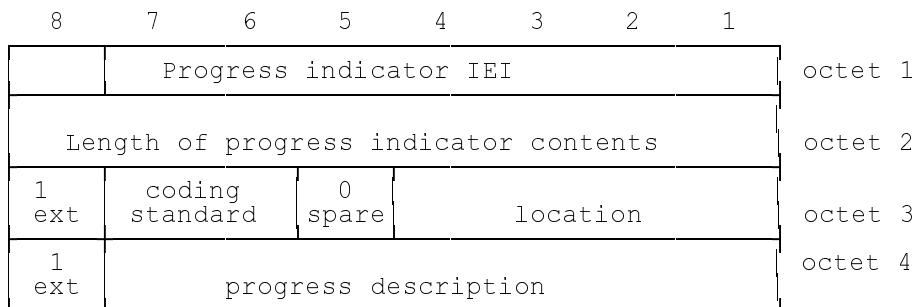 8 7 6 5 4 3 2 1
Progress indicator IEI octet 1
Length of progress indicator contents octet 2
1 coding 0
ext standard spare location octet 3
1 octet 4
ext progress description